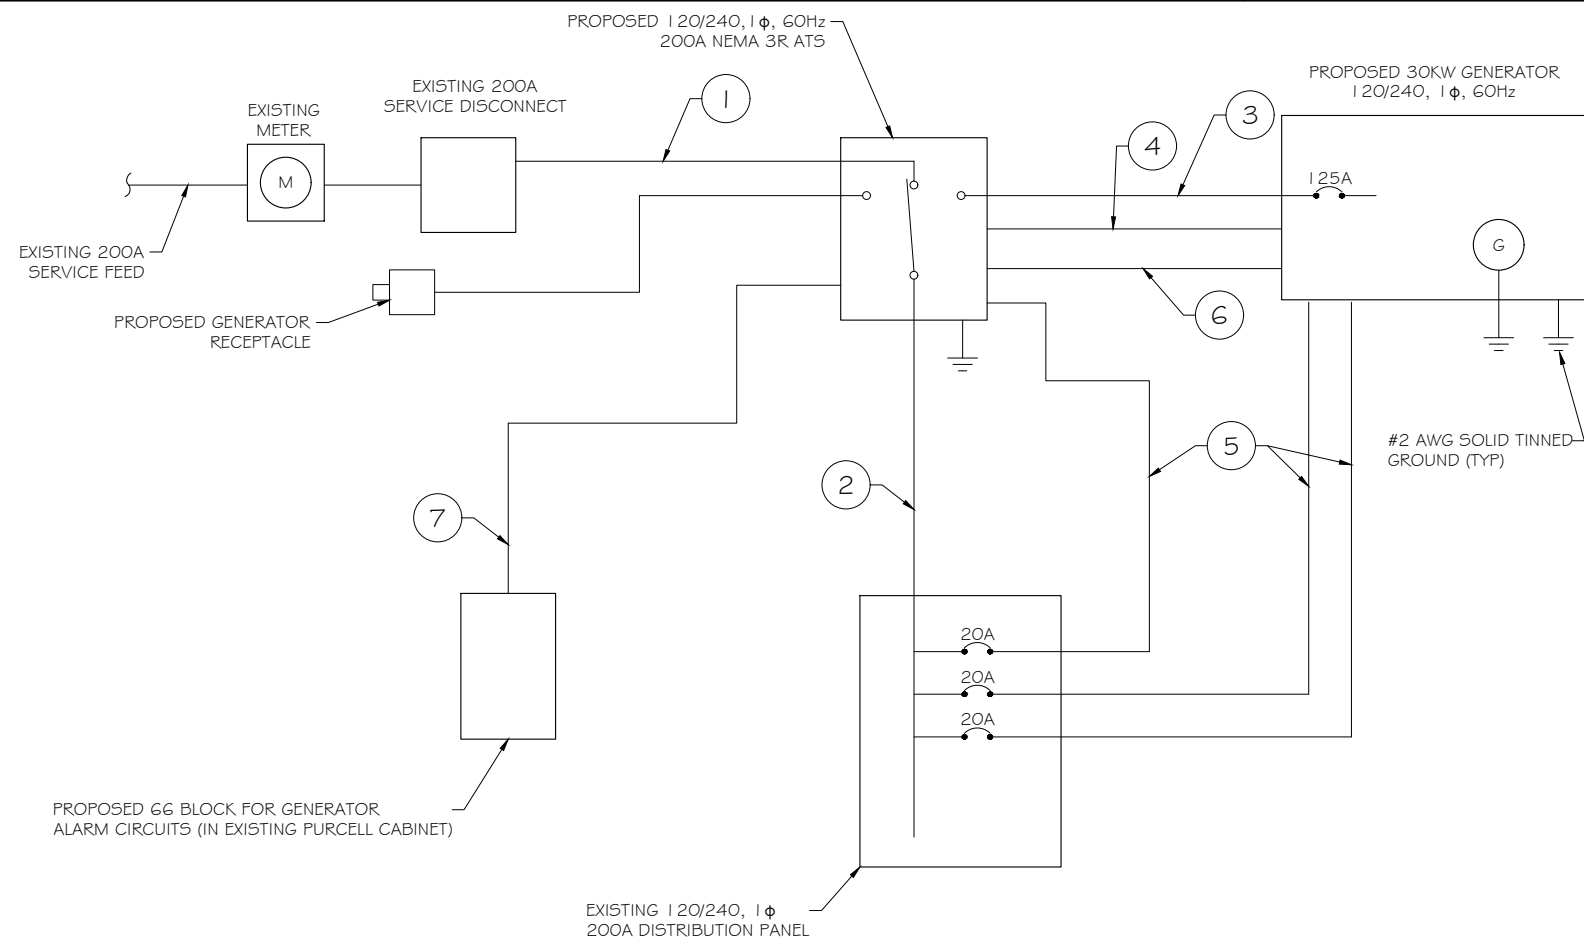 PROPOSED 120/240, 1ϕ, 60Hz
200A NEMA 3R ATS
EXISTING 200A
SERVICE DISCONNECT
EXISTING
METER
M
1
PROPOSED 30KW GENERATOR
120/240, 1ϕ, 60Hz
3
4
125A
G
EXISTING 200A
SERVICE FEED
PROPOSED GENERATOR
RECEPTACLE
6
#2 AWG SOLID TINNED
GROUND (TYP)
5
2
7
20A
20A
20A
PROPOSED 66 BLOCK FOR GENERATOR
ALARM CIRCUITS (IN EXISTING PURCELL CABINET)
EXISTING 120/240, 1ϕ
200A DISTRIBUTION PANEL